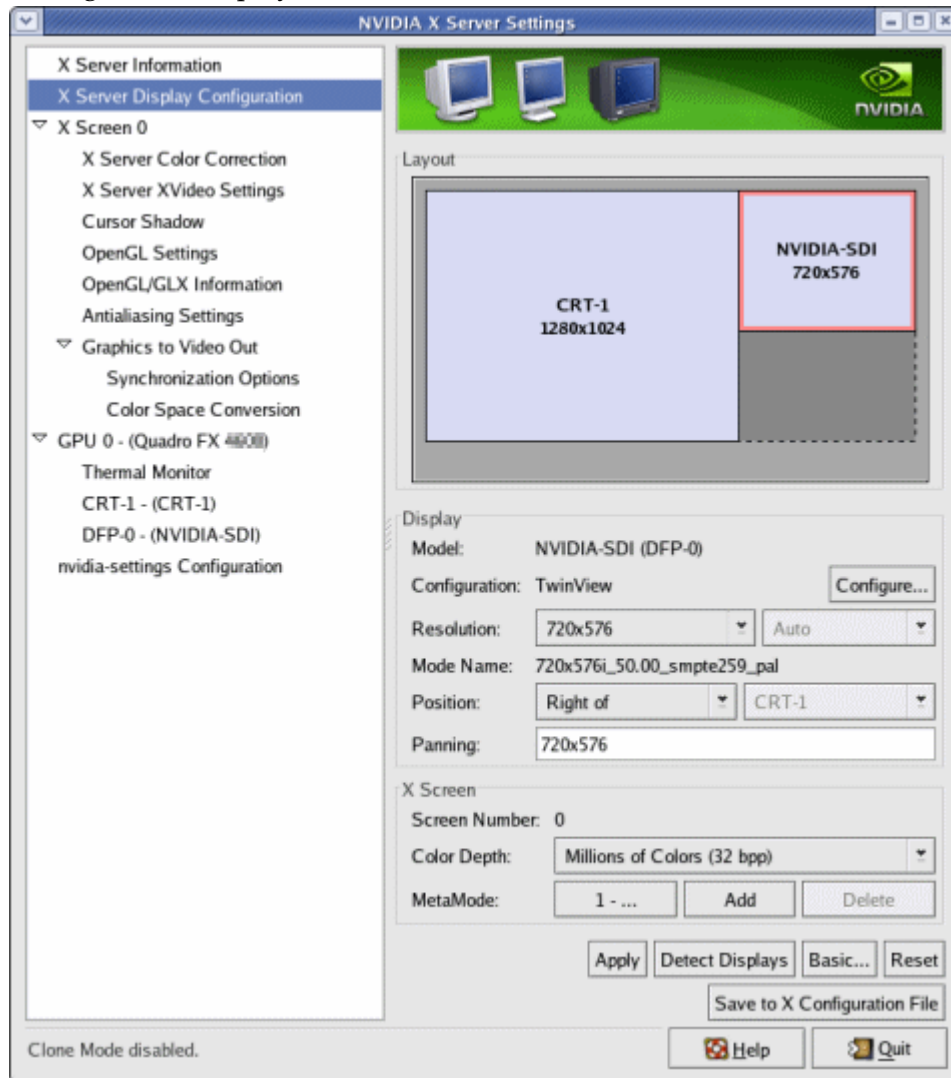 NVIDIA X Server Settings
X Server Information
X Server Display Configuration
X Screen 0
X Server Color Correction
X Server XVideo Settings
Cursor Shadow
OpenGL Settings
OpenGL/GLX Information
Antialiasing Settings
Graphics to Video Out
Synchronization Options
Color Space Conversion
GPU 0 - (Quadro FX
Thermal Monitor
CRT-1 - (CRT-1)
DFP-0 - (NVIDIA-SDI)
nvidia-settings Configuration
NVIDIA
Layout
CRT-1
1280x1024
NVIDIA-SDI
720x576
Display
Model: NVIDIA-SDI (DFP-0)
Configuration: TwinView Configure...
Resolution: 720x576 Auto
Mode Name: 720x576i_50.00_smpte259_pal
Position: Right of CRT-1
Panning: 720x576
X Screen
Screen Number: 0
Color Depth: Millions of Colors (32 bpp)
MetaMode: 1 - ... Add Delete
Apply Detect Displays Basic... Reset
Save to X Configuration File
Clone Mode disabled. Help Quit